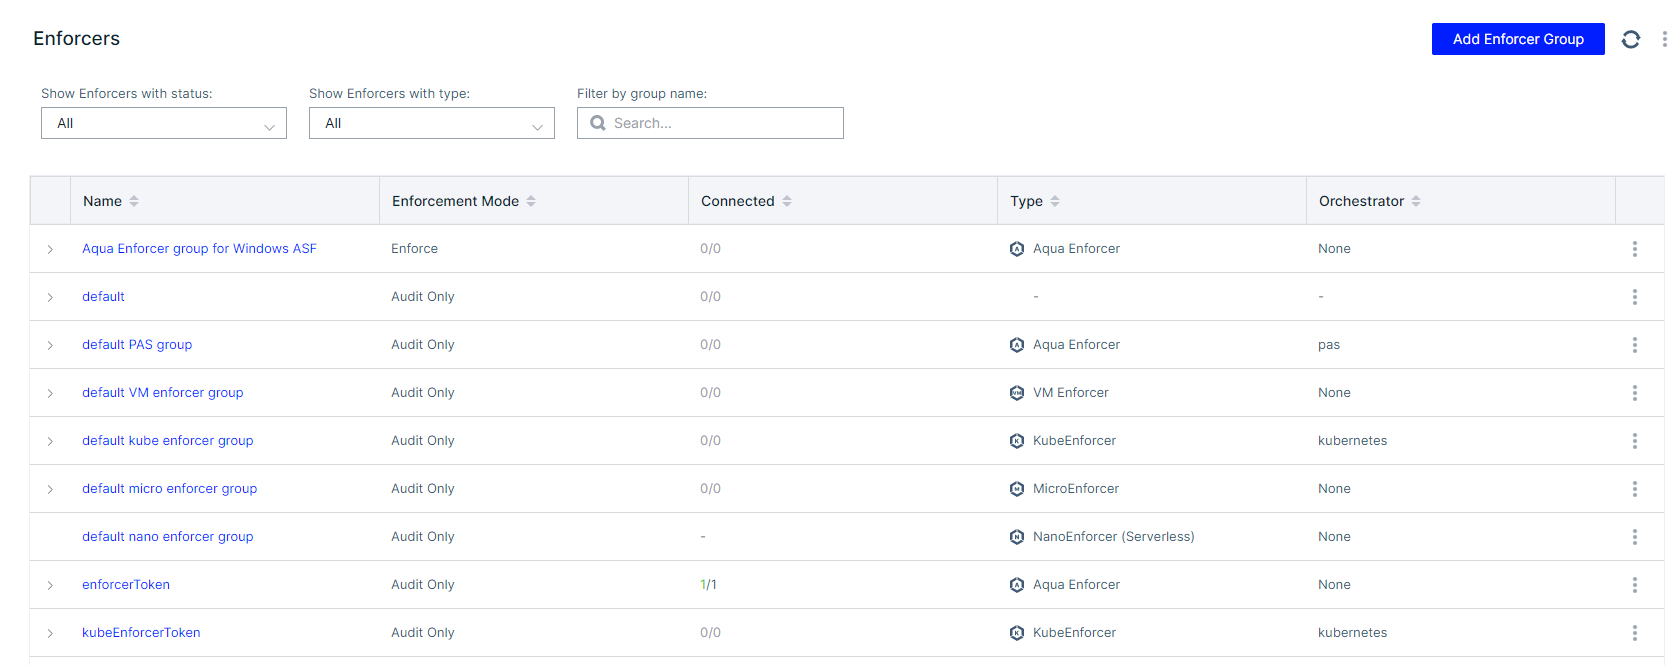 Enforcers
Add Enforcer Group
Show Enforcers with status: Show Enforcers with type: Filter by group name:
All All Search...
Name Enforcement Mode Connected Type Orchestrator
Aqua Enforcer group for Windows ASF Enforce 0/0 Aqua Enforcer None
default Audit Only 0/0 - -
default PAS group Audit Only 0/0 Aqua Enforcer pas
default VM enforcer group Audit Only 0/0 VM Enforcer None
default kube enforcer group Audit Only 0/0 KubeEnforcer kubernetes
default micro enforcer group Audit Only 0/0 MicroEnforcer None
default nano enforcer group Audit Only - NanoEnforcer (Serverless) None
enforcerToken Audit Only 1/1 Aqua Enforcer None
kubeEnforcerToken Audit Only 0/0 KubeEnforcer kubernetes